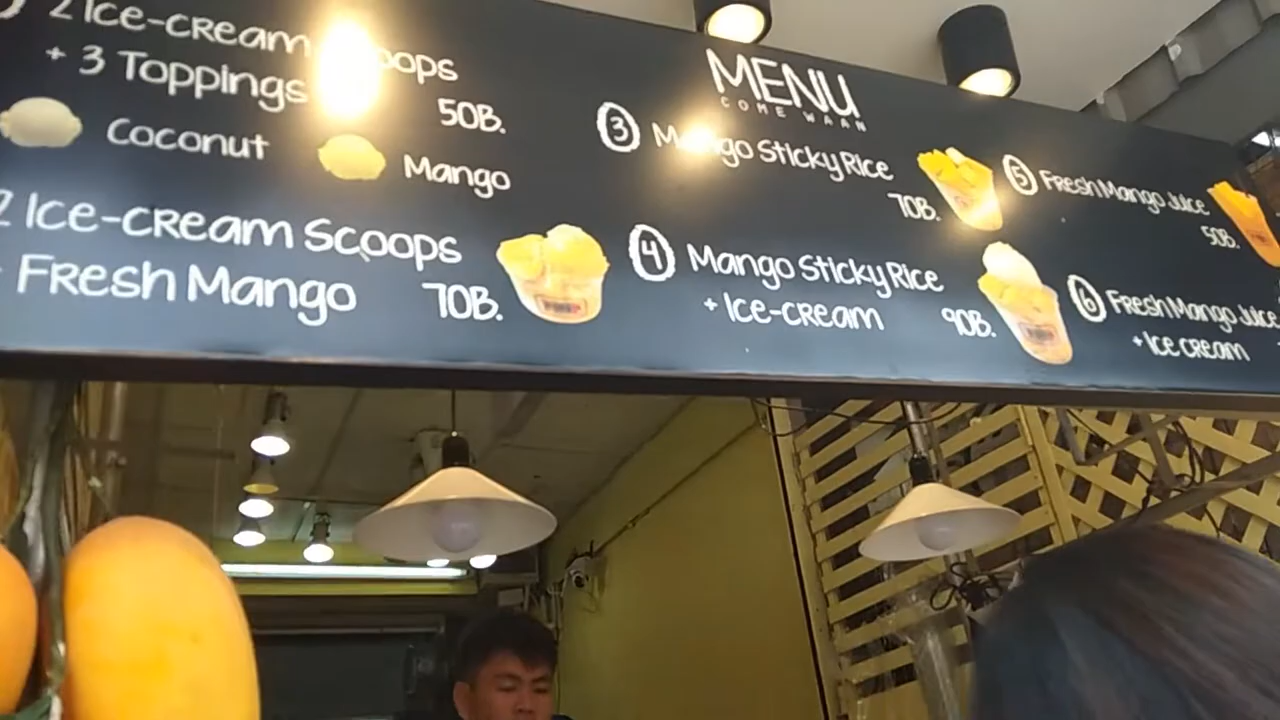 2 Ice-cream Scoops
+ 3 Toppings
50B.
Coconut
Mango
2 Ice-cream Scoops
Fresh Mango 70B.
MENU
COME WAAN
3 Mango Sticky Rice
70B.
4 Mango Sticky Rice
+ Ice-cream 90B.
5 Fresh Mango Juice
50B.
6 Fresh Mango Juice
+ Ice cream